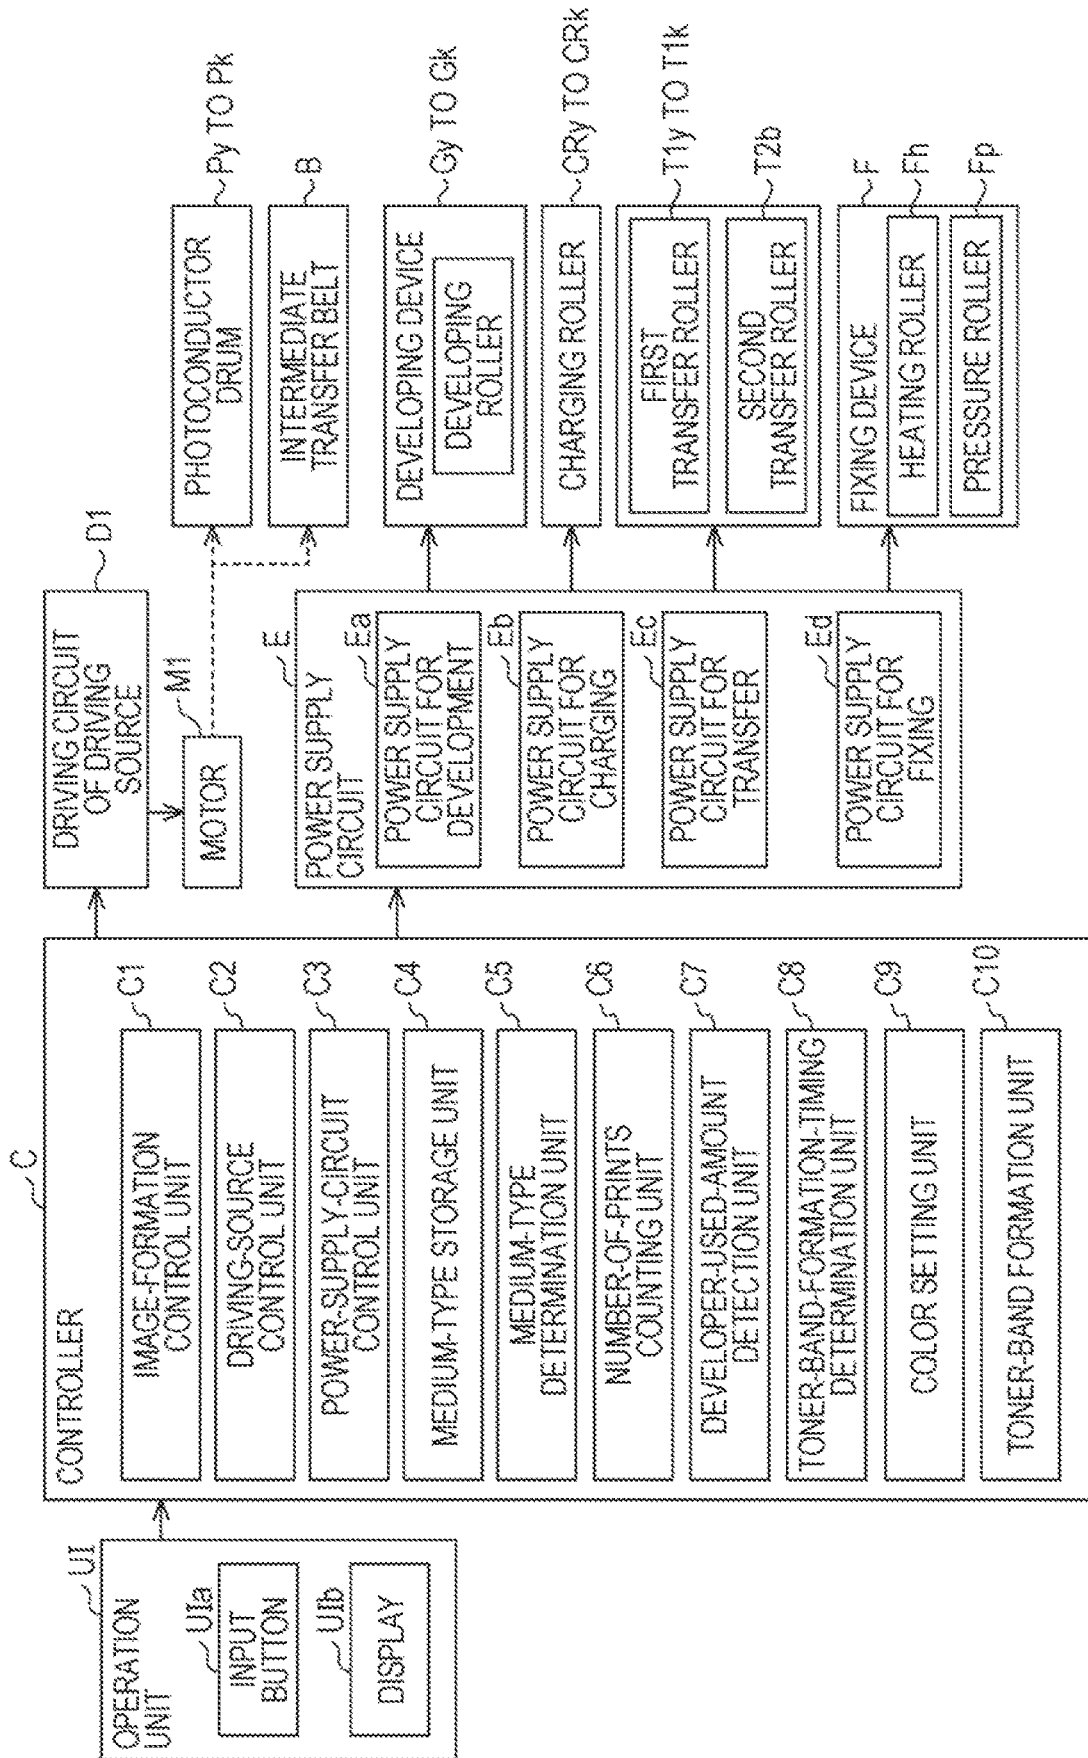 OPERATION
UNIT
UI
UIa
INPUT
BUTTON
UIb
DISPLAY
C
CONTROLLER
IMAGE-FORMATION
CONTROL UNIT
C1
DRIVING-SOURCE
CONTROL UNIT
C2
POWER-SUPPLY-CIRCUIT
CONTROL UNIT
C3
MEDIUM-TYPE STORAGE UNIT
C4
MEDIUM-TYPE
DETERMINATION UNIT
C5
NUMBER-OF-PRINTS
COUNTING UNIT
C6
DEVELOPER-USED-AMOUNT
DETECTION UNIT
C7
TONER-BAND-FORMATION-TIMING
DETERMINATION UNIT
C8
COLOR SETTING UNIT
C9
TONER-BAND FORMATION UNIT
C10
DRIVING CIRCUIT
OF DRIVING
SOURCE
D1
MOTOR
M1
POWER SUPPLY
CIRCUIT
E
Ea
POWER SUPPLY
CIRCUIT FOR
DEVELOPMENT
Eb
POWER SUPPLY
CIRCUIT FOR
CHARGING
Ec
POWER SUPPLY
CIRCUIT FOR
TRANSFER
Ed
POWER SUPPLY
CIRCUIT FOR
FIXING
PHOTOCONDUCTOR
DRUM
Py TO Pk
INTERMEDIATE
TRANSFER BELT
B
DEVELOPING DEVICE
Gy TO Gk
DEVELOPING
ROLLER
CHARGING ROLLER
CRy TO CRk
FIRST
TRANSFER ROLLER
T1y TO T1k
SECOND
TRANSFER ROLLER
T2b
FIXING DEVICE
F
HEATING ROLLER
Fh
PRESSURE ROLLER
Fp